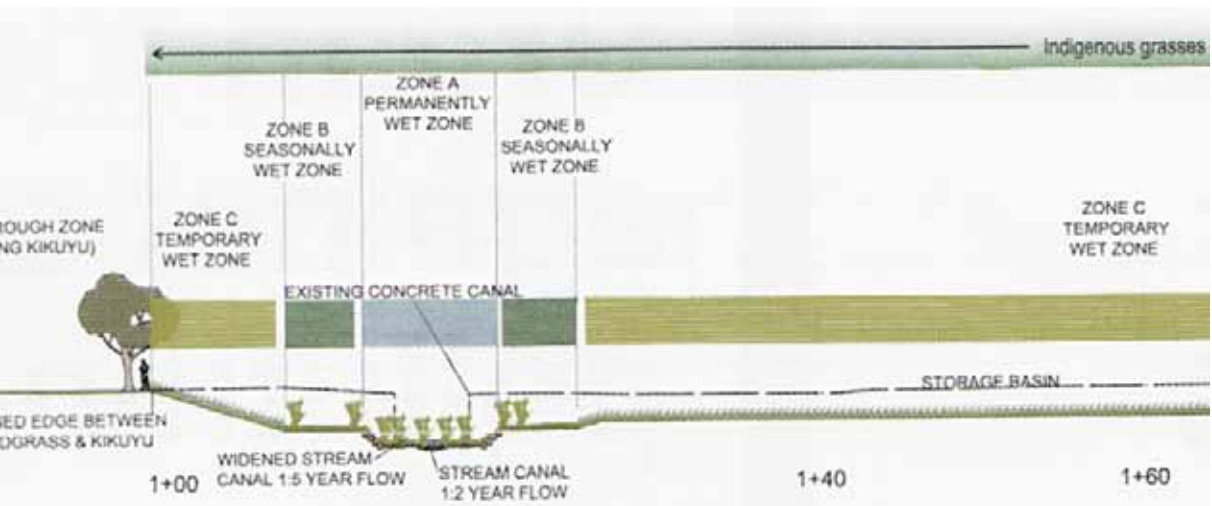 Indigenous grasses
ZONE A
PERMANENTLY
WET ZONE
ZONE B
SEASONALLY
WET ZONE
ZONE B
SEASONALLY
WET ZONE
ROUGH ZONE
NG KIKUYU)
ZONE C
TEMPORARY
WET ZONE
ZONE C
TEMPORARY
WET ZONE
EXISTING CONCRETE CANAL
STORAGE BASIN
NED EDGE BETWEEN
DGRASS & KIKUYU
WIDENED STREAM
CANAL 1:5 YEAR FLOW
STREAM CANAL
1:2 YEAR FLOW
1+00
1+40
1+60